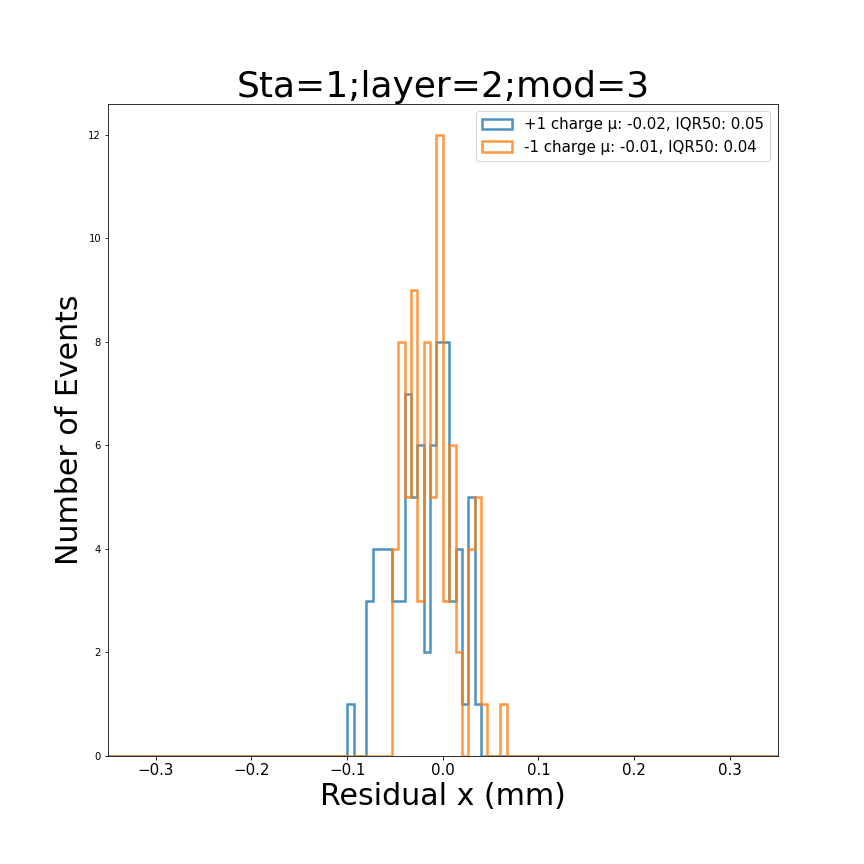 Sta=1;layer=2;mod=3
+1 charge μ: -0.02, IQR50: 0.05
-1 charge μ: -0.01, IQR50: 0.04
12
10
8
6
4
2
0
Number of Events
−0.3 −0.2 −0.1 0.0 0.1 0.2 0.3
Residual x (mm)